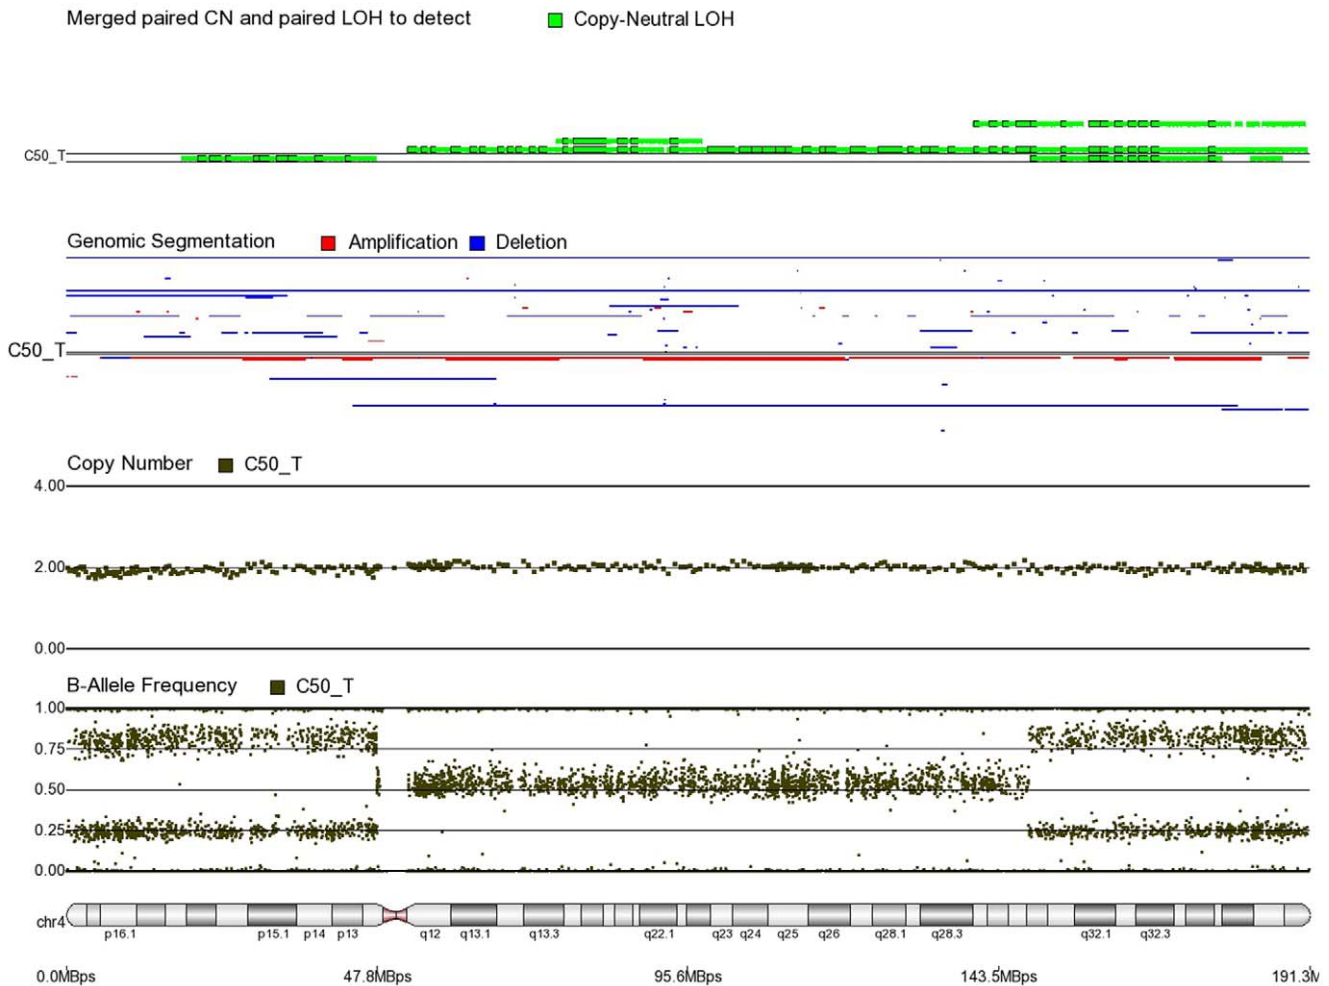 Merged paired CN and paired LOH to detect Copy-Neutral LOH
C50_T
Genomic Segmentation Amplification Deletion
C50_T
Copy Number C50_T
4.00
2.00
0.00
B-Allele Frequency C50_T
1.00
0.75
0.50
0.25
0.00
chr4
p16.1 p15.1 p14 p13 q12 q13.1 q13.3 q22.1 q23 q24 q25 q26 q28.1 q28.3 q32.1 q32.3
0.0MBps 47.8MBps 95.6MBps 143.5MBps 191.3M